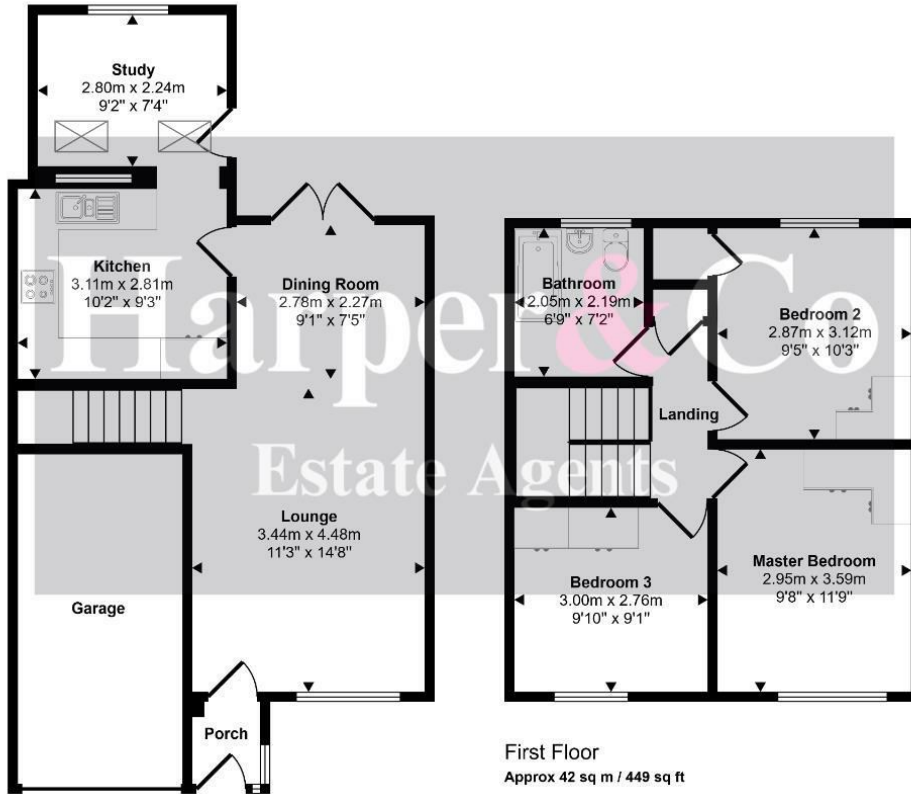 Study
2.80m x 2.24m
9'2" x 7'4"
Kitchen
3.11m x 2.81m
10'2" x 9'3"
Dining Room
2.78m x 2.27m
9'1" x 7'5"
Bathroom
2.05m x 2.19m
6'9" x 7'2"
Bedroom 2
2.87m x 3.12m
9'5" x 10'3"
Harper&Co
Estate Agents
Landing
Lounge
3.44m x 4.48m
11'3" x 14'8"
Garage
Bedroom 3
3.00m x 2.76m
9'10" x 9'1"
Master Bedroom
2.95m x 3.59m
9'8" x 11'9"
Porch
First Floor
Approx 42 sq m / 449 sq ft